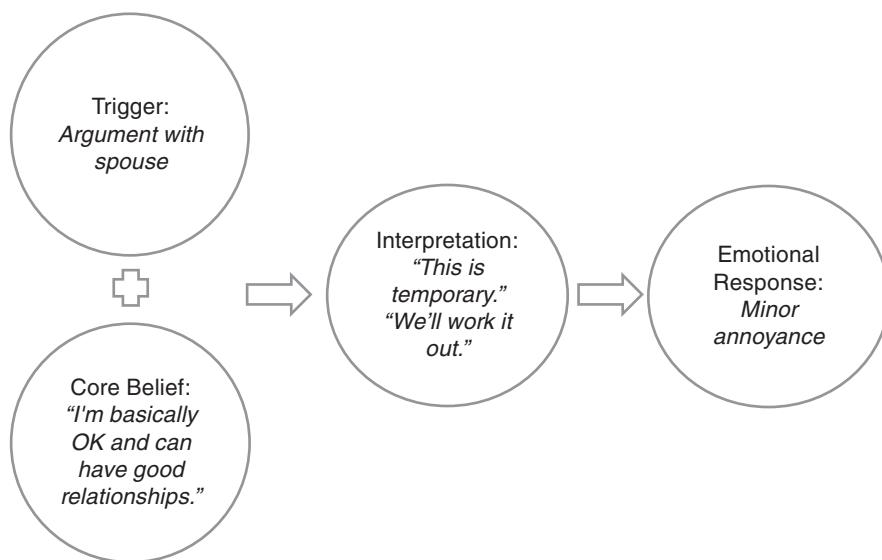 Trigger:
Argument with
spouse
Core Belief:
“I'm basically
OK and can
have good
relationships.”
Interpretation:
“This is
temporary.”
“We’ll work it
out.”
Emotional
Response:
Minor
annoyance